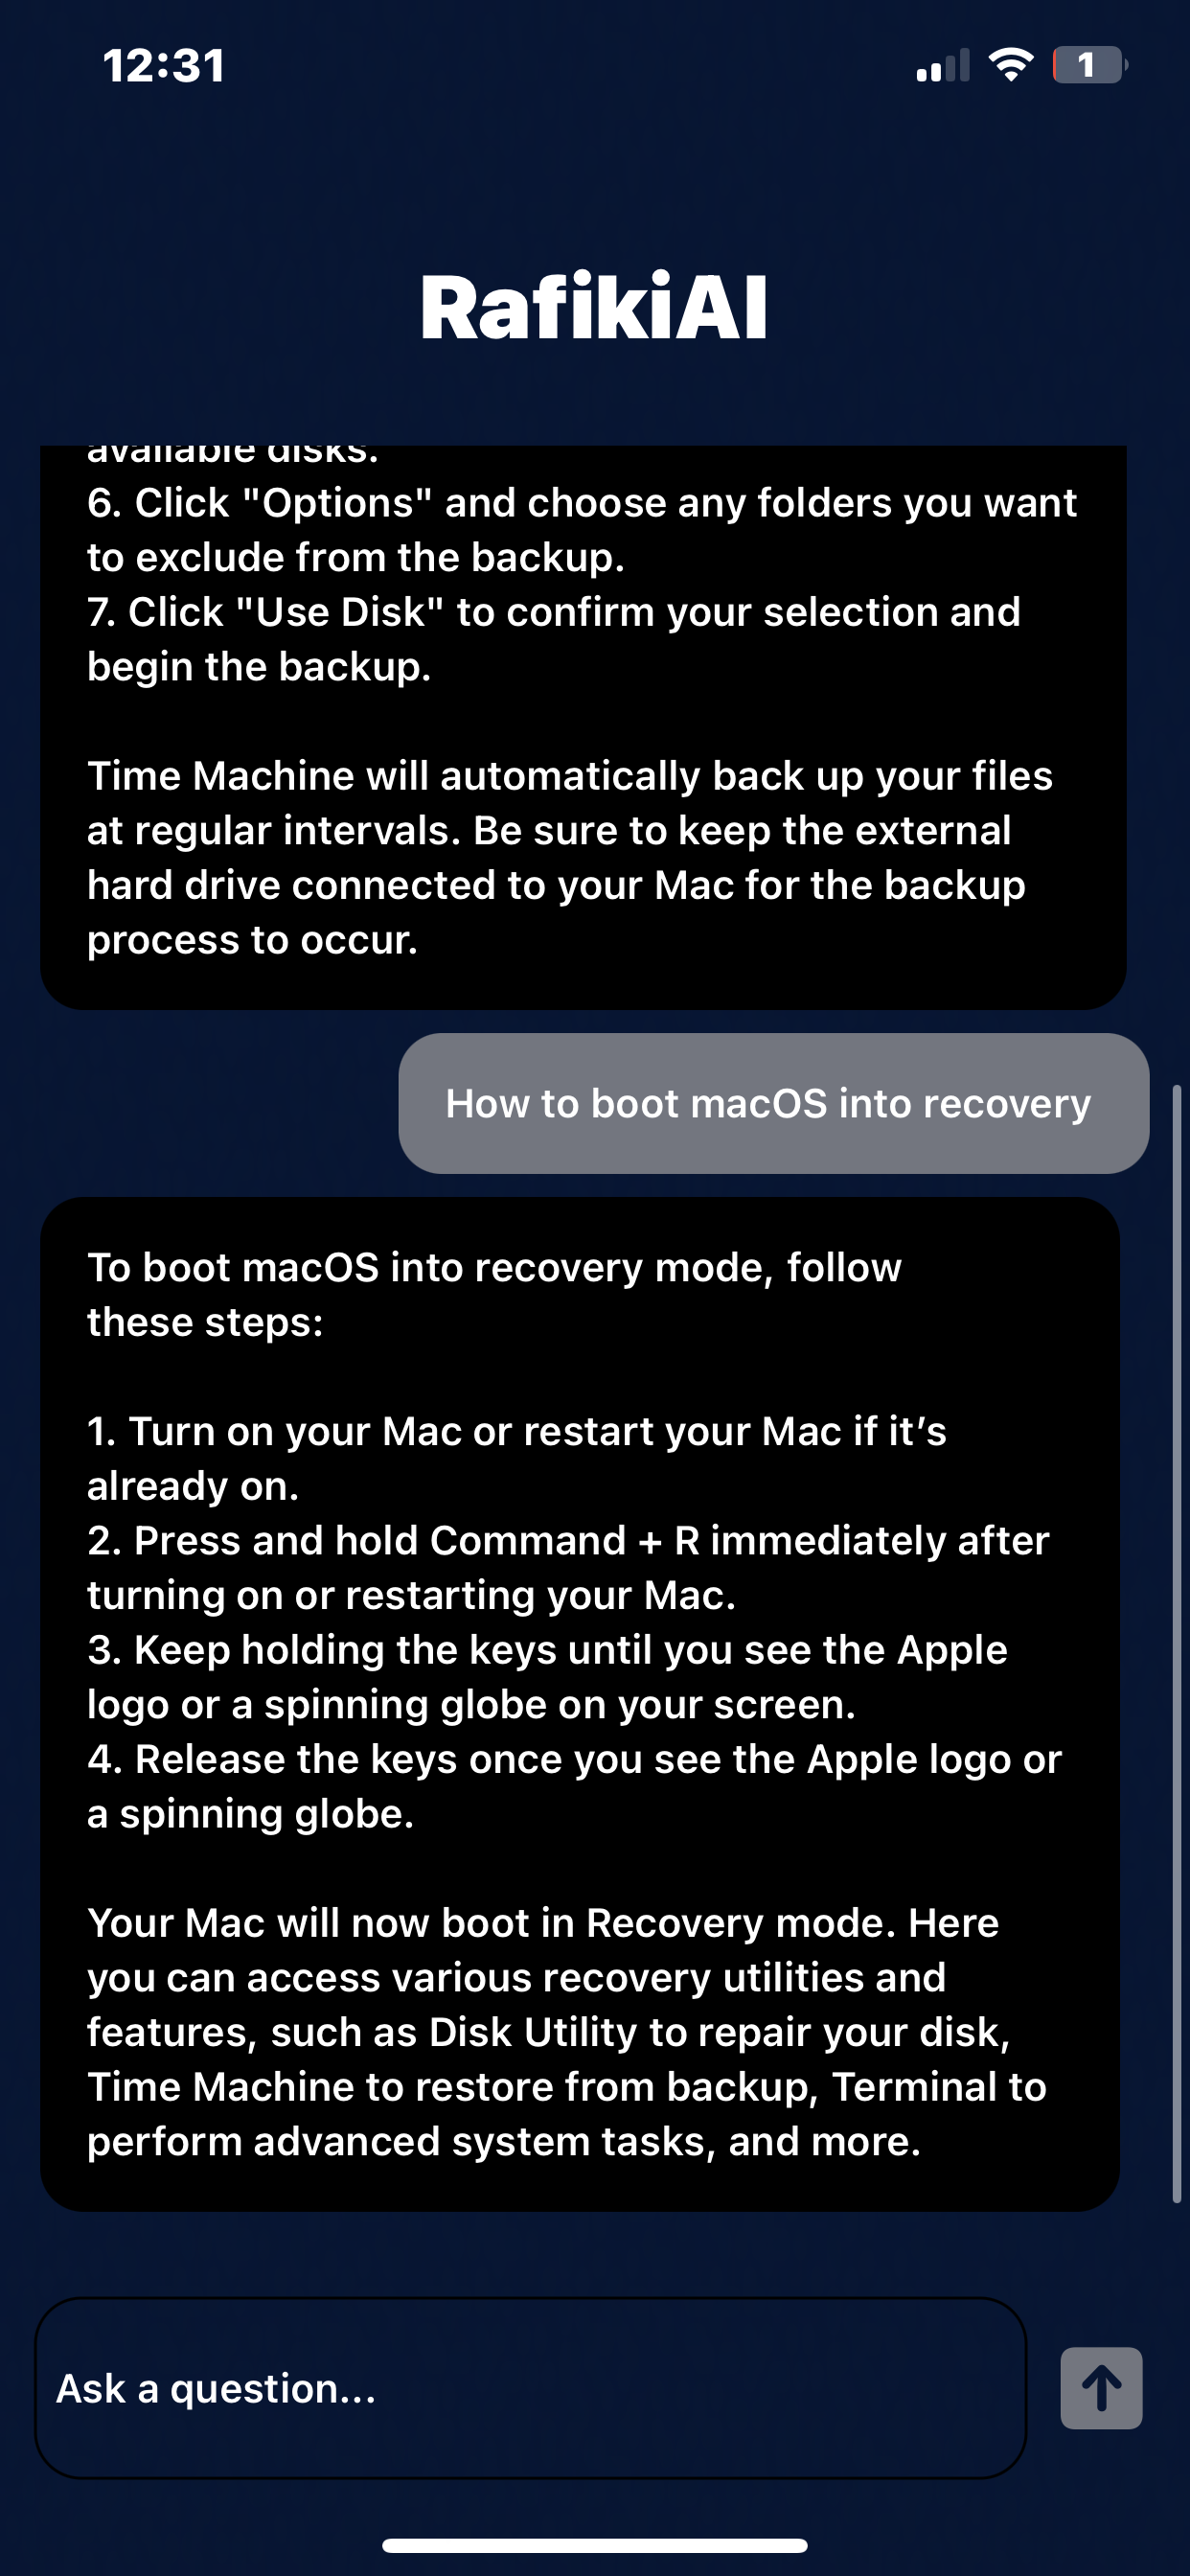 12:31
1
RafikiAI
available disks.
6. Click "Options" and choose any folders you want
to exclude from the backup.
7. Click "Use Disk" to confirm your selection and
begin the backup.
Time Machine will automatically back up your files
at regular intervals. Be sure to keep the external
hard drive connected to your Mac for the backup
process to occur.
How to boot macOS into recovery
To boot macOS into recovery mode, follow
these steps:
1. Turn on your Mac or restart your Mac if it’s
already on.
2. Press and hold Command + R immediately after
turning on or restarting your Mac.
3. Keep holding the keys until you see the Apple
logo or a spinning globe on your screen.
4. Release the keys once you see the Apple logo or
a spinning globe.
Your Mac will now boot in Recovery mode. Here
you can access various recovery utilities and
features, such as Disk Utility to repair your disk,
Time Machine to restore from backup, Terminal to
perform advanced system tasks, and more.
Ask a question...